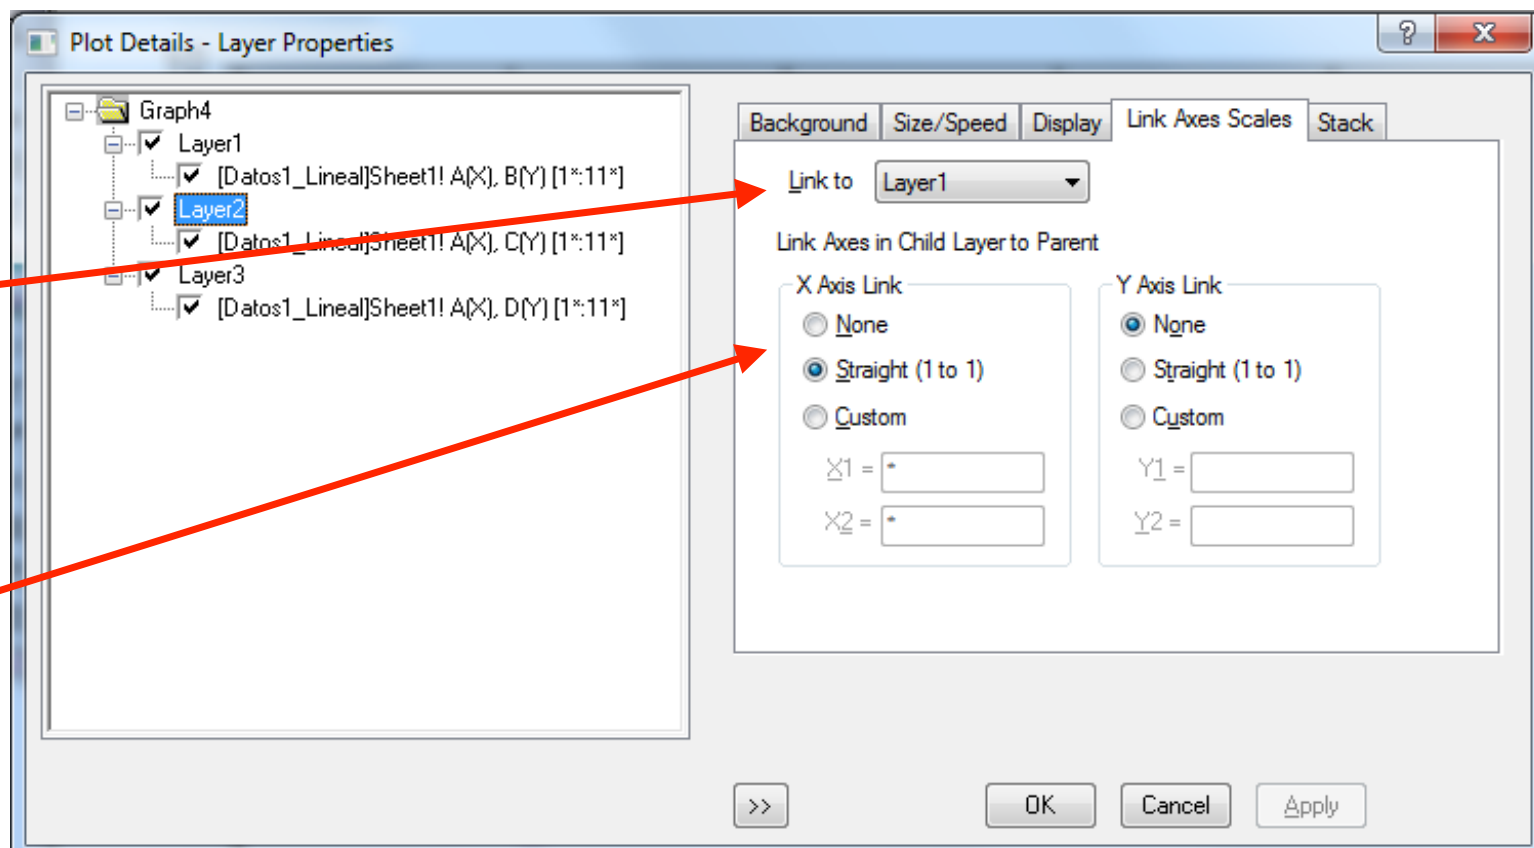 Plot Details - Layer Properties
Graph4
Layer1
[Datos1_Lineal]Sheet1! A(X), B(Y) [1*:11*]
Layer2
[Datos1_Lineal]Sheet1! A(X), C(Y) [1*:11*]
Layer3
[Datos1_Lineal]Sheet1! A(X), D(Y) [1*:11*]
Background Size/Speed Display Link Axes Scales Stack
Link to Layer1
Link Axes in Child Layer to Parent
X Axis Link Y Axis Link
None None
Straight (1 to 1) Straight (1 to 1)
Custom Custom
X1 = * Y1 =
X2 = * Y2 =
>> OK Cancel Apply